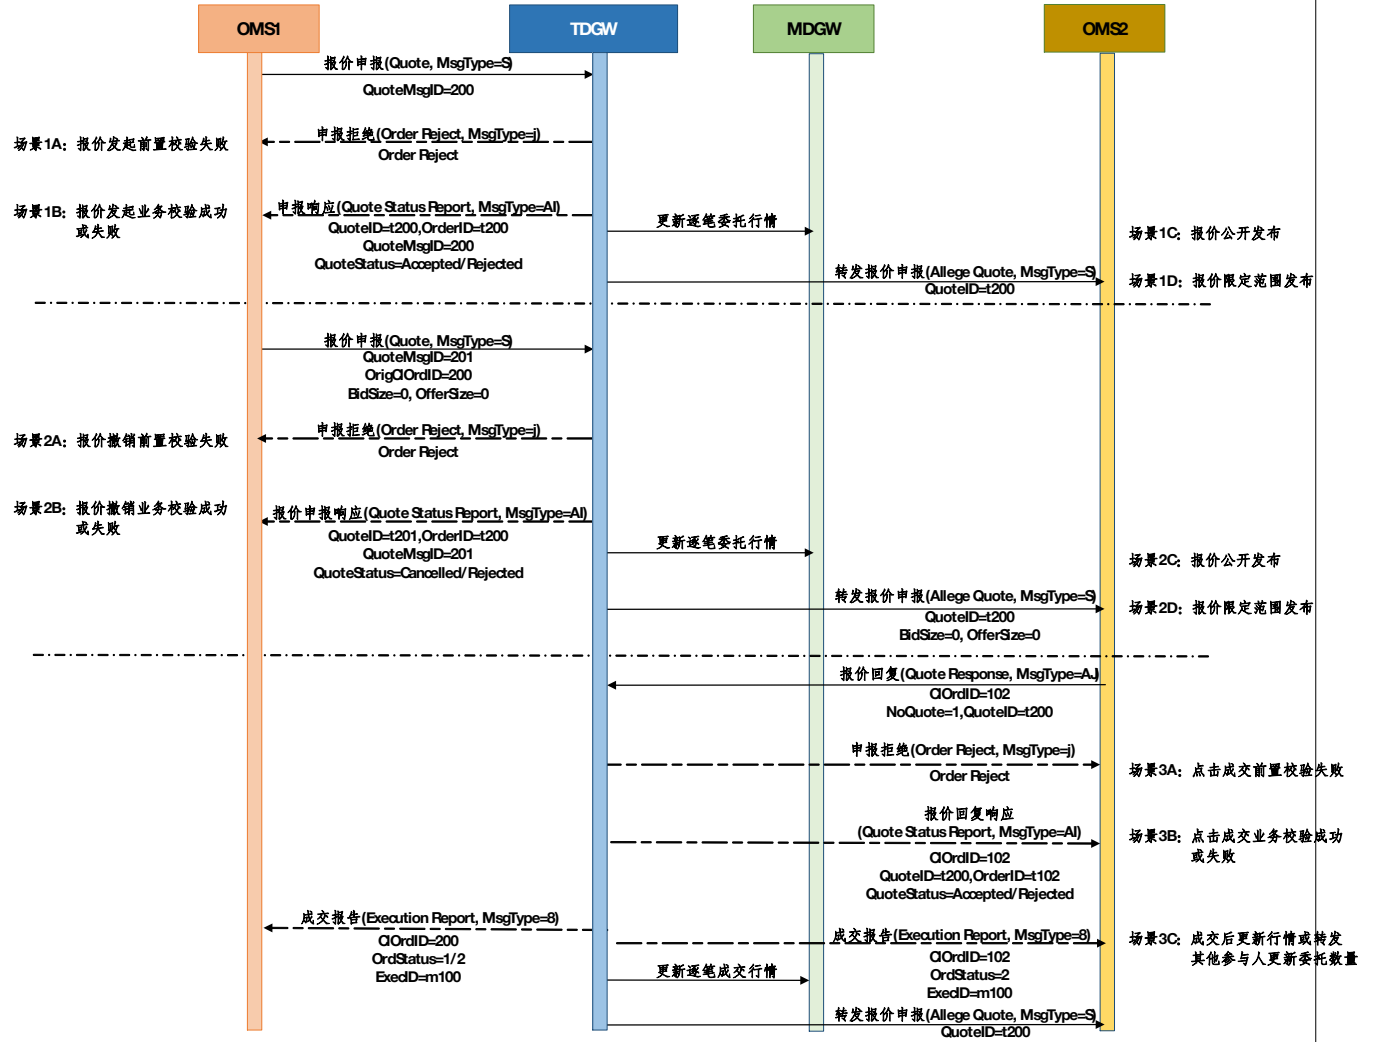 OMS1
TDGW
MDGW
OMS2
报价申报(Quote, MsgType=S)
QuoteMsgID=200
场景1A：报价发起前置校验失败
申报拒绝(Order Reject, MsgType=j)
Order Reject
场景1B：报价发起业务校验成功
或失败
申报响应(Quote Status Report, MsgType=AI)
QuoteID=t200,OrderID=t200
QuoteMsgID=200
QuoteStatus=Accepted/Rejected
更新逐笔委托行情
场景1C：报价公开发布
转发报价申报(Allege Quote, MsgType=S)
QuoteID=t200
场景1D：报价限定范围发布
报价申报(Quote, MsgType=S)
QuoteMsgID=201
OrigClOrdID=200
BidSize=0, OfferSize=0
场景2A：报价撤销前置校验失败
申报拒绝(Order Reject, MsgType=j)
Order Reject
场景2B：报价撤销业务校验成功
或失败
报价申报响应(Quote Status Report, MsgType=AI)
QuoteID=t201,OrderID=t200
QuoteMsgID=201
QuoteStatus=Cancelled/Rejected
更新逐笔委托行情
场景2C：报价公开发布
转发报价申报(Allege Quote, MsgType=S)
QuoteID=t200
BidSize=0, OfferSize=0
场景2D：报价限定范围发布
报价回复(Quote Response, MsgType=AJ)
ClOrdID=102
NoQuote=1,QuoteID=t200
申报拒绝(Order Reject, MsgType=j)
Order Reject
场景3A：点击成交前置校验失败
报价回复响应
(Quote Status Report, MsgType=AI)
ClOrdID=102
QuoteID=t200,OrderID=t102
QuoteStatus=Accepted/Rejected
场景3B：点击成交业务校验成功
或失败
成交报告(Execution Report, MsgType=8)
ClOrdID=200
OrdStatus=1/2
ExecID=m100
成交报告(Execution Report, MsgType=8)
ClOrdID=102
OrdStatus=2
ExecID=m100
更新逐笔成交行情
场景3C：成交后更新行情或转发
其他参与人更新委托数量
转发报价申报(Allege Quote, MsgType=S)
QuoteID=t200